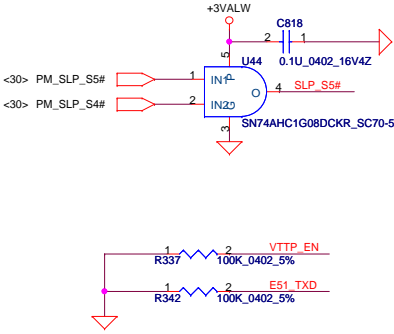 +3VALW
C818
2 1
5
U44
0.1U_0402_16V4Z
<30> PM_SLP_S5# 1 IN1 P
O 4 SLP_S5#
<30> PM_SLP_S4# 2 IN2 G
3
SN74AHC1G08DCKR_SC70-5
1 2 VTTP_EN
R337 100K_0402_5%
1 2 E51_TXD
R342 100K_0402_5%